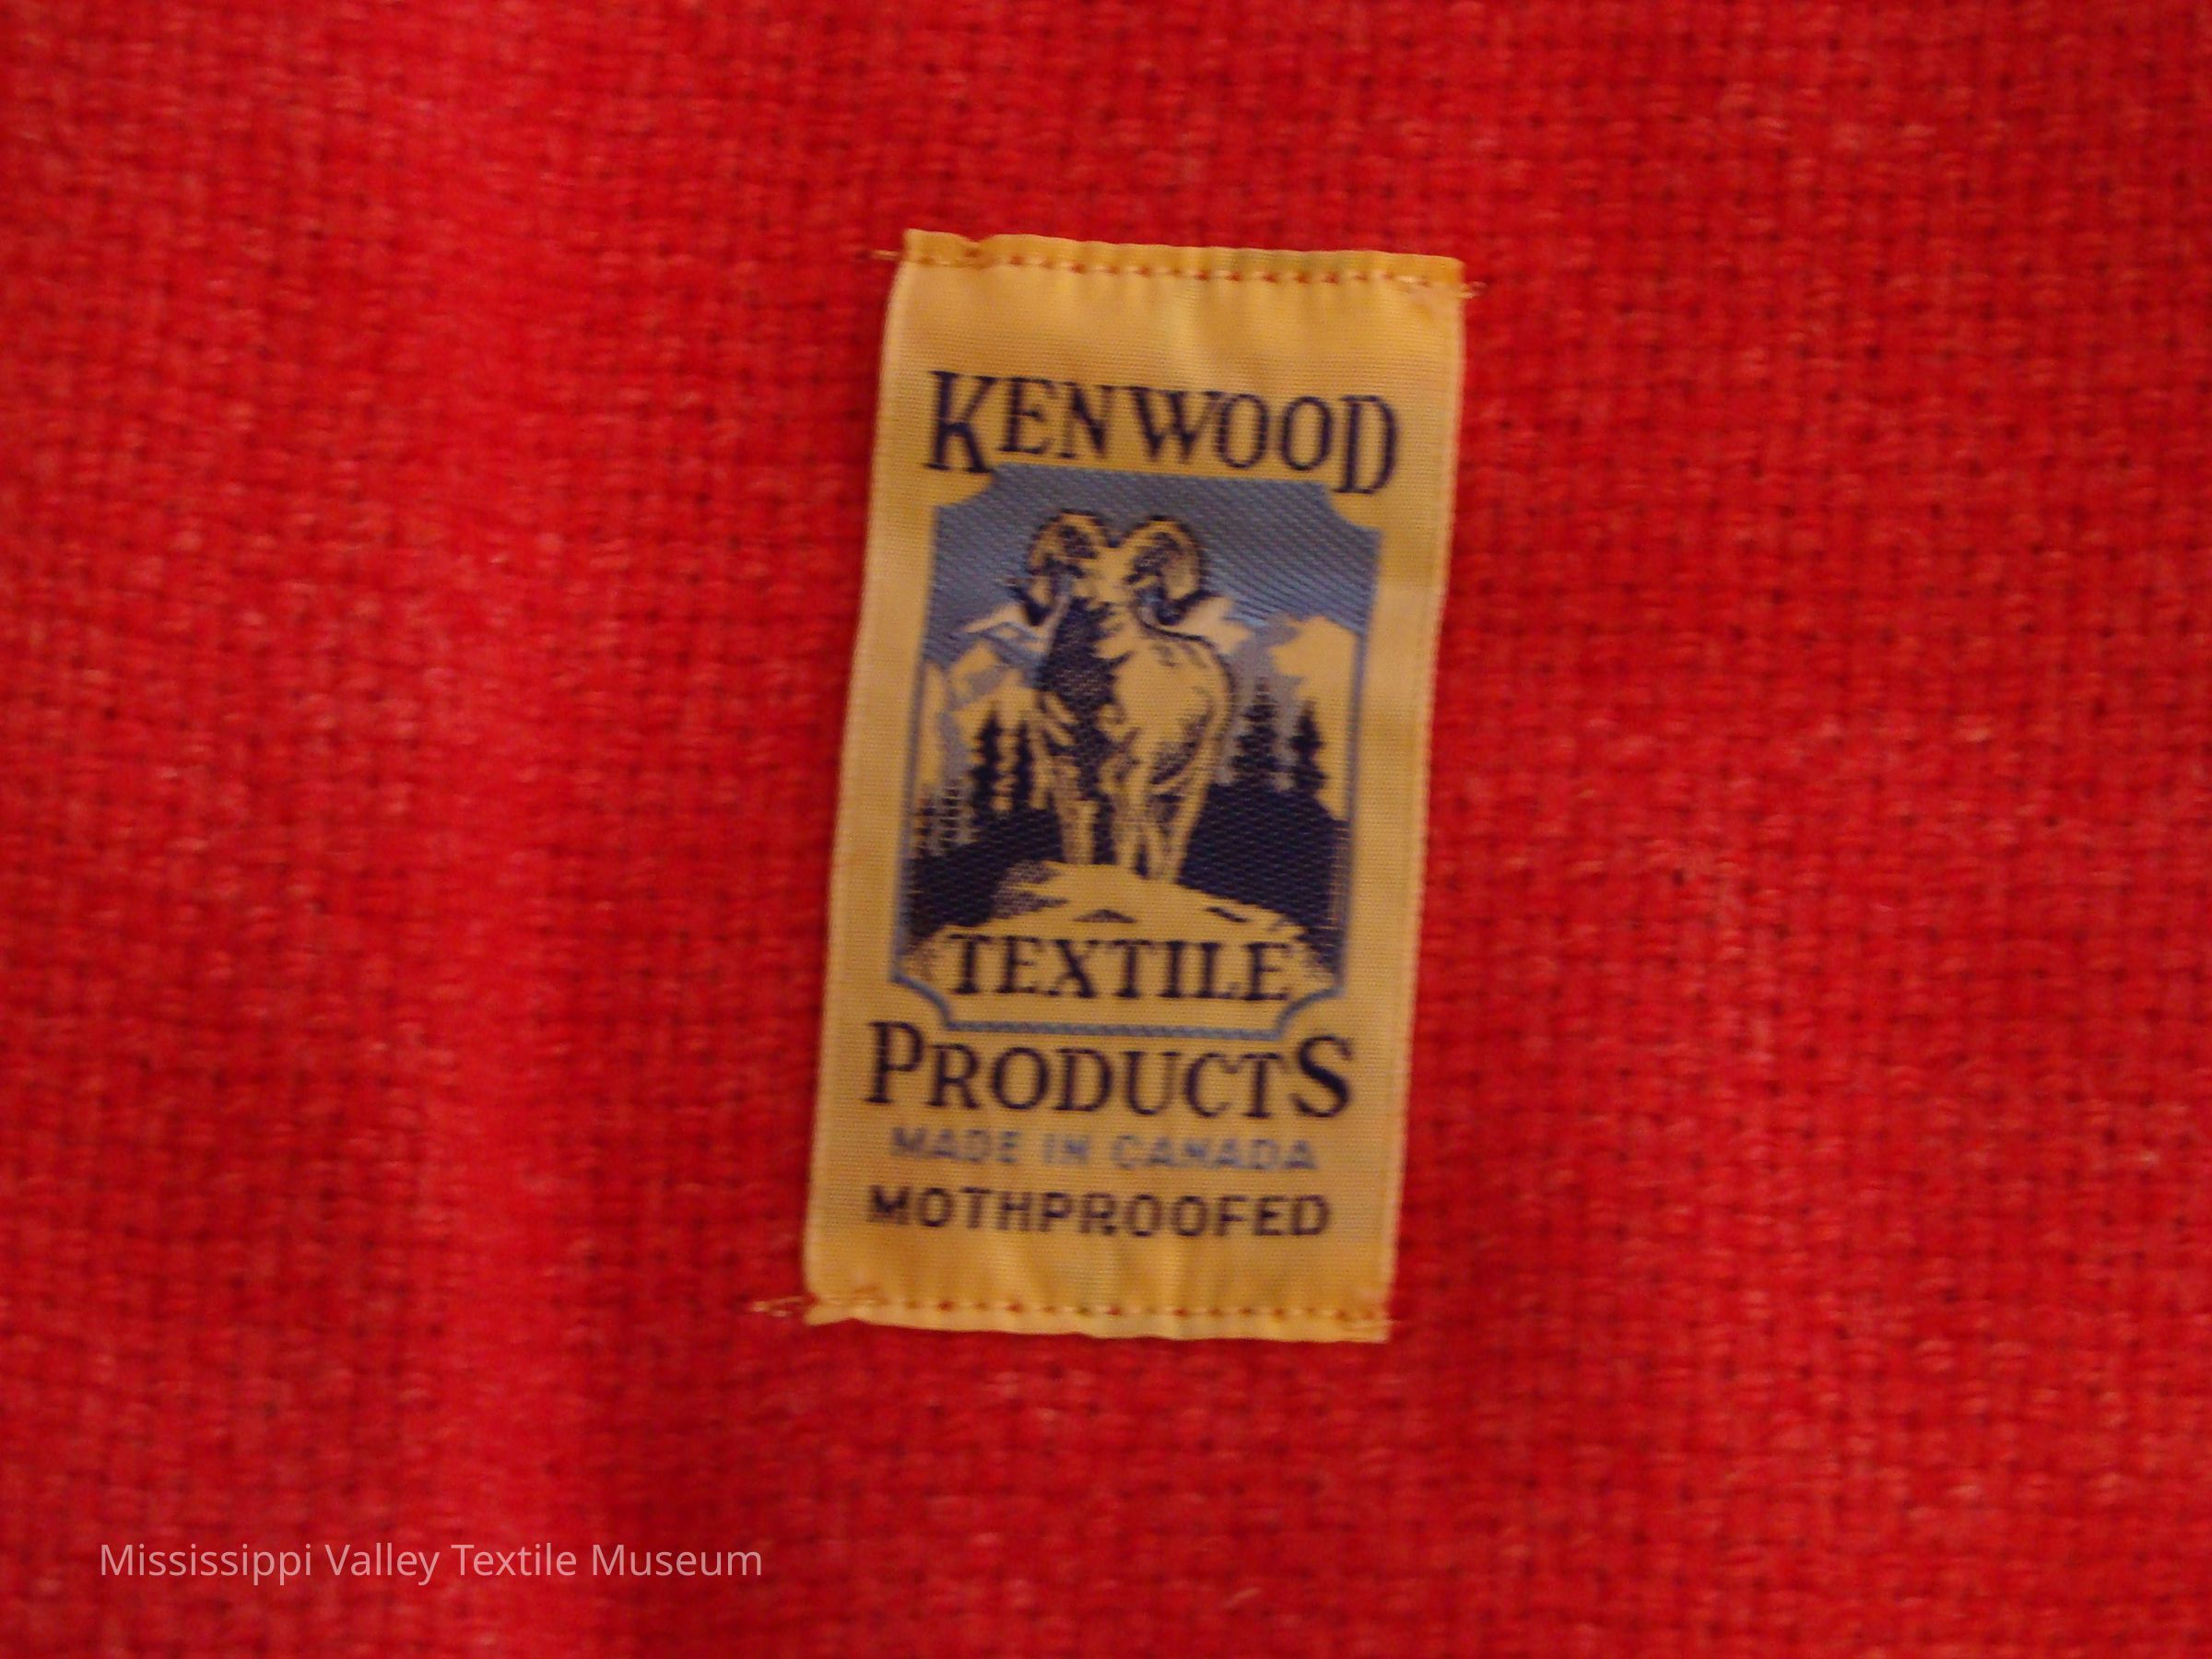 KENWOOD
TEXTILE
PRODUCTS
MADE IN CANADA
MOTHPROOFED
Mississippi Valley Textile Museum